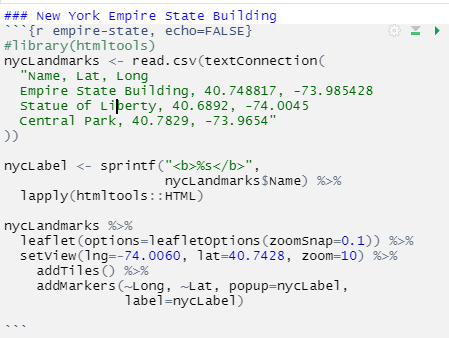 ### New York Empire State Building
```{r empire-state, echo=FALSE}
#library(htmltools)
nycLandmarks <- read.csv(textConnection(
  "Name, Lat, Long
  Empire State Building, 40.748817, -73.985428
  Statue of Liberty, 40.6892, -74.0045
  Central Park, 40.7829, -73.9654"
))

nycLabel <- sprintf("<b>%s</b>",
                    nycLandmarks$Name) %>%
  lapply(htmltools::HTML)

nycLandmarks %>%
  leaflet(options=leafletOptions(zoomSnap=0.1)) %>%
  setView(lng=-74.0060, lat=40.7428, zoom=10) %>%
    addTiles() %>%
    addMarkers(~Long, ~Lat, popup=nycLabel,
               label=nycLabel)

```